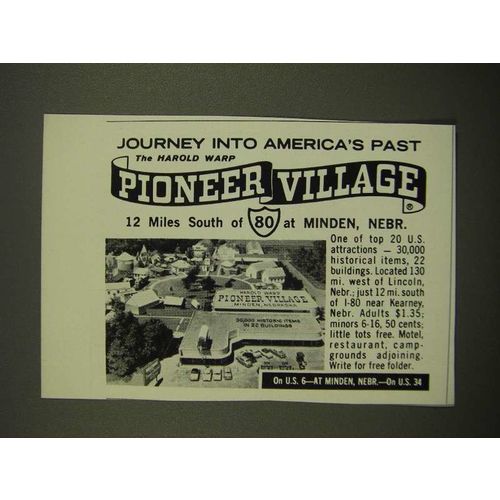 JOURNEY INTO AMERICA'S PAST
The HAROLD WARP
PIONEER VILLAGE ®
12 Miles South of 80 at MINDEN, NEBR.
HAROLD WARP
PIONEER VILLAGE
MINDEN, NEBRASKA
30,000 HISTORIC ITEMS
IN 22 BUILDINGS
One of top 20 U.S.
attractions — 30,000
historical items, 22
buildings. Located 130
mi. west of Lincoln,
Nebr.; just 12 mi. south
of I-80 near Kearney,
Nebr. Adults $1.35;
minors 6-16, 50 cents;
little tots free. Motel,
restaurant, camp-
grounds adjoining.
Write for free folder.
On U.S. 6—AT MINDEN, NEBR.—On U.S. 34